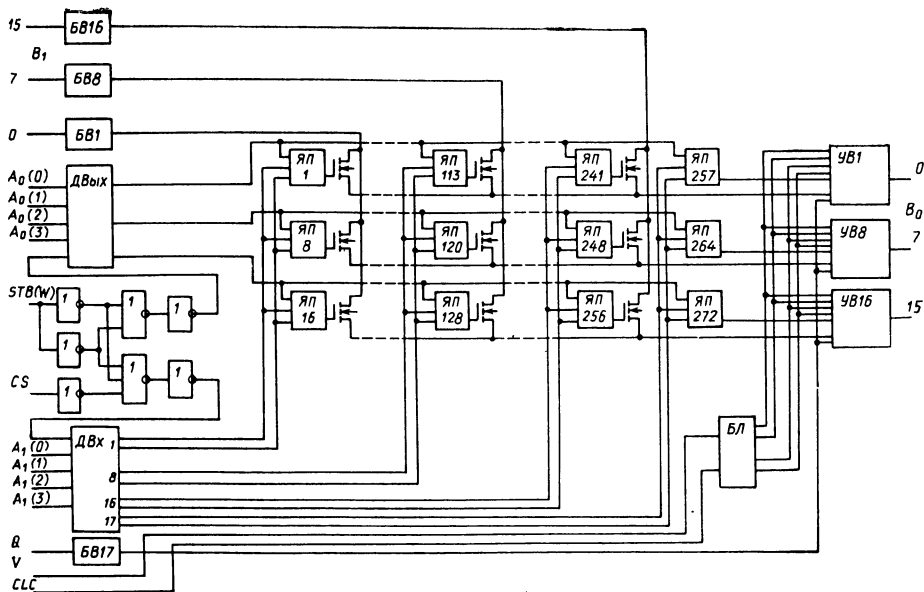 15 БВ16
B₁
7 БВ8
0 БВ1
ДВых
A₀(0)
A₀(1)
A₀(2)
A₀(3)
ЯП 1
ЯП 113
ЯП 241
ЯП 257
УВ1 0
B₀
ЯП 8
ЯП 120
ЯП 248
ЯП 264
УВ8 7
ЯП 16
ЯП 128
ЯП 256
ЯП 272
УВ16 15
STB(W) 1 1 1
1
CS 1 1 1
ДВх
A₁(0) 1
A₁(1)
A₁(2) 8
A₁(3) 16
17
БЛ
Q БВ17
V
CLC